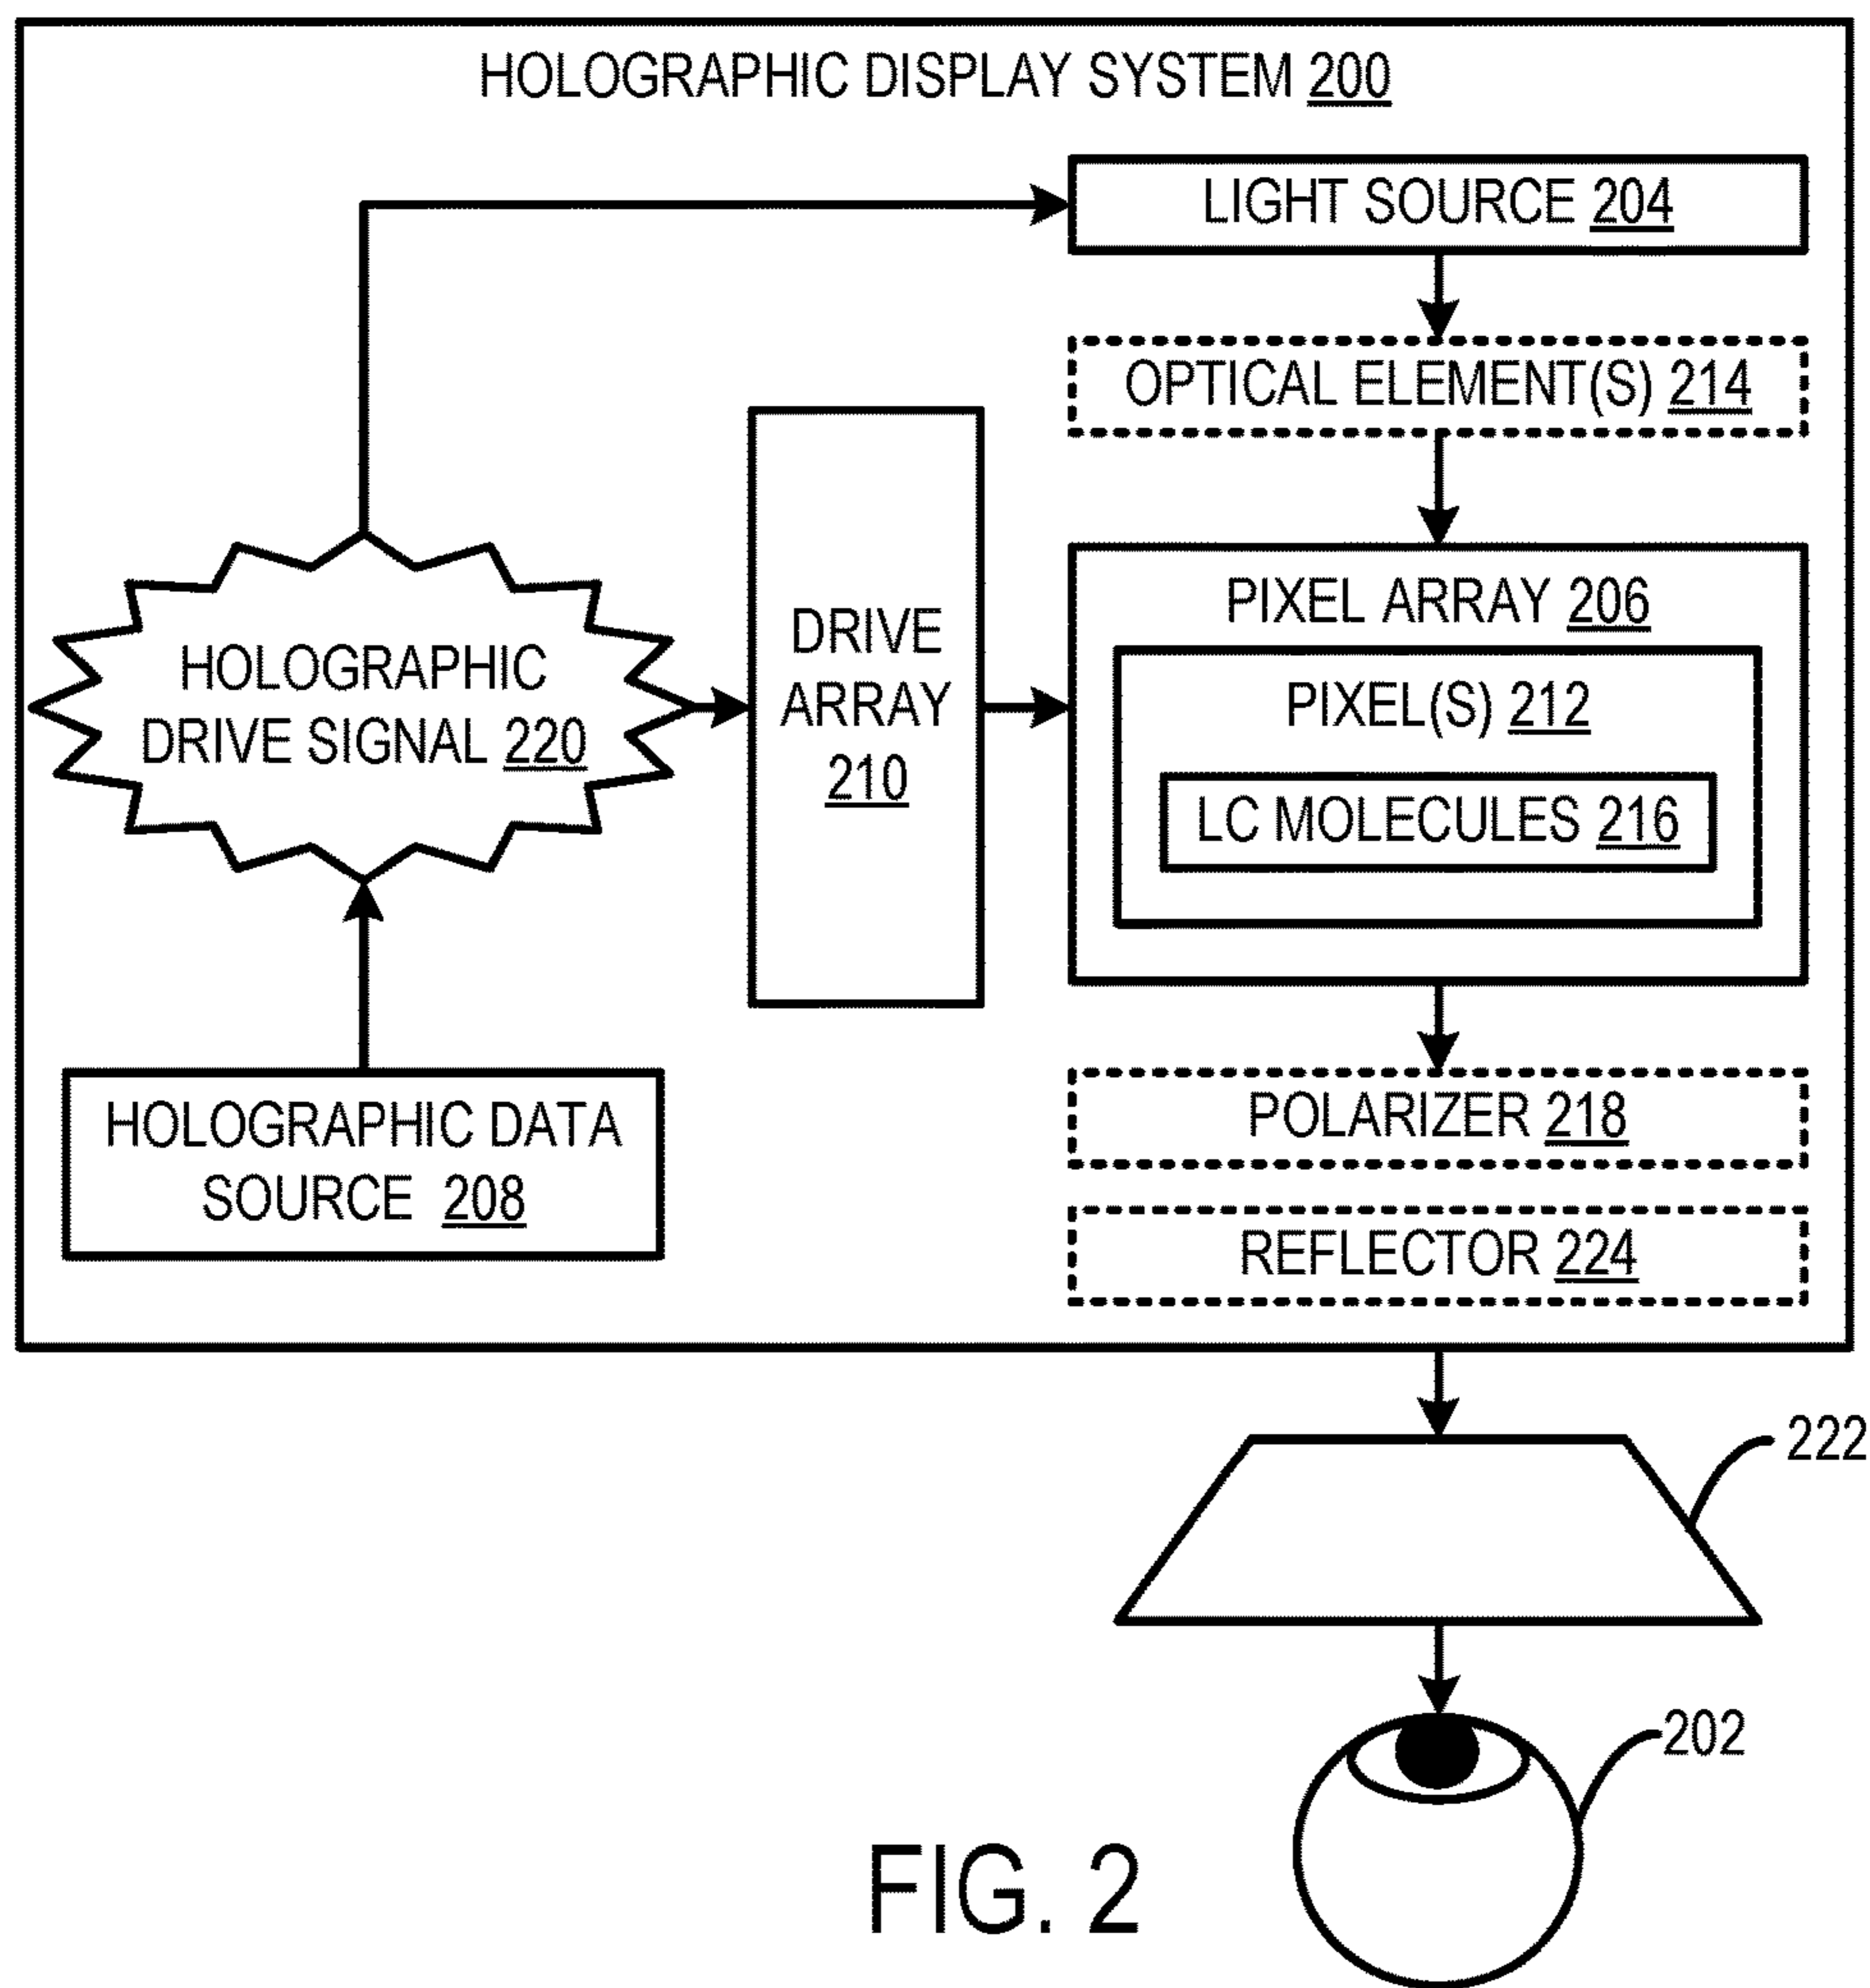 HOLOGRAPHIC DISPLAY SYSTEM 200
LIGHT SOURCE 204
OPTICAL ELEMENT(S) 214
HOLOGRAPHIC
DRIVE SIGNAL 220
DRIVE
ARRAY
210
PIXEL ARRAY 206
PIXEL(S) 212
LC MOLECULES 216
HOLOGRAPHIC DATA
SOURCE 208
POLARIZER 218
REFLECTOR 224
222
202
FIG. 2